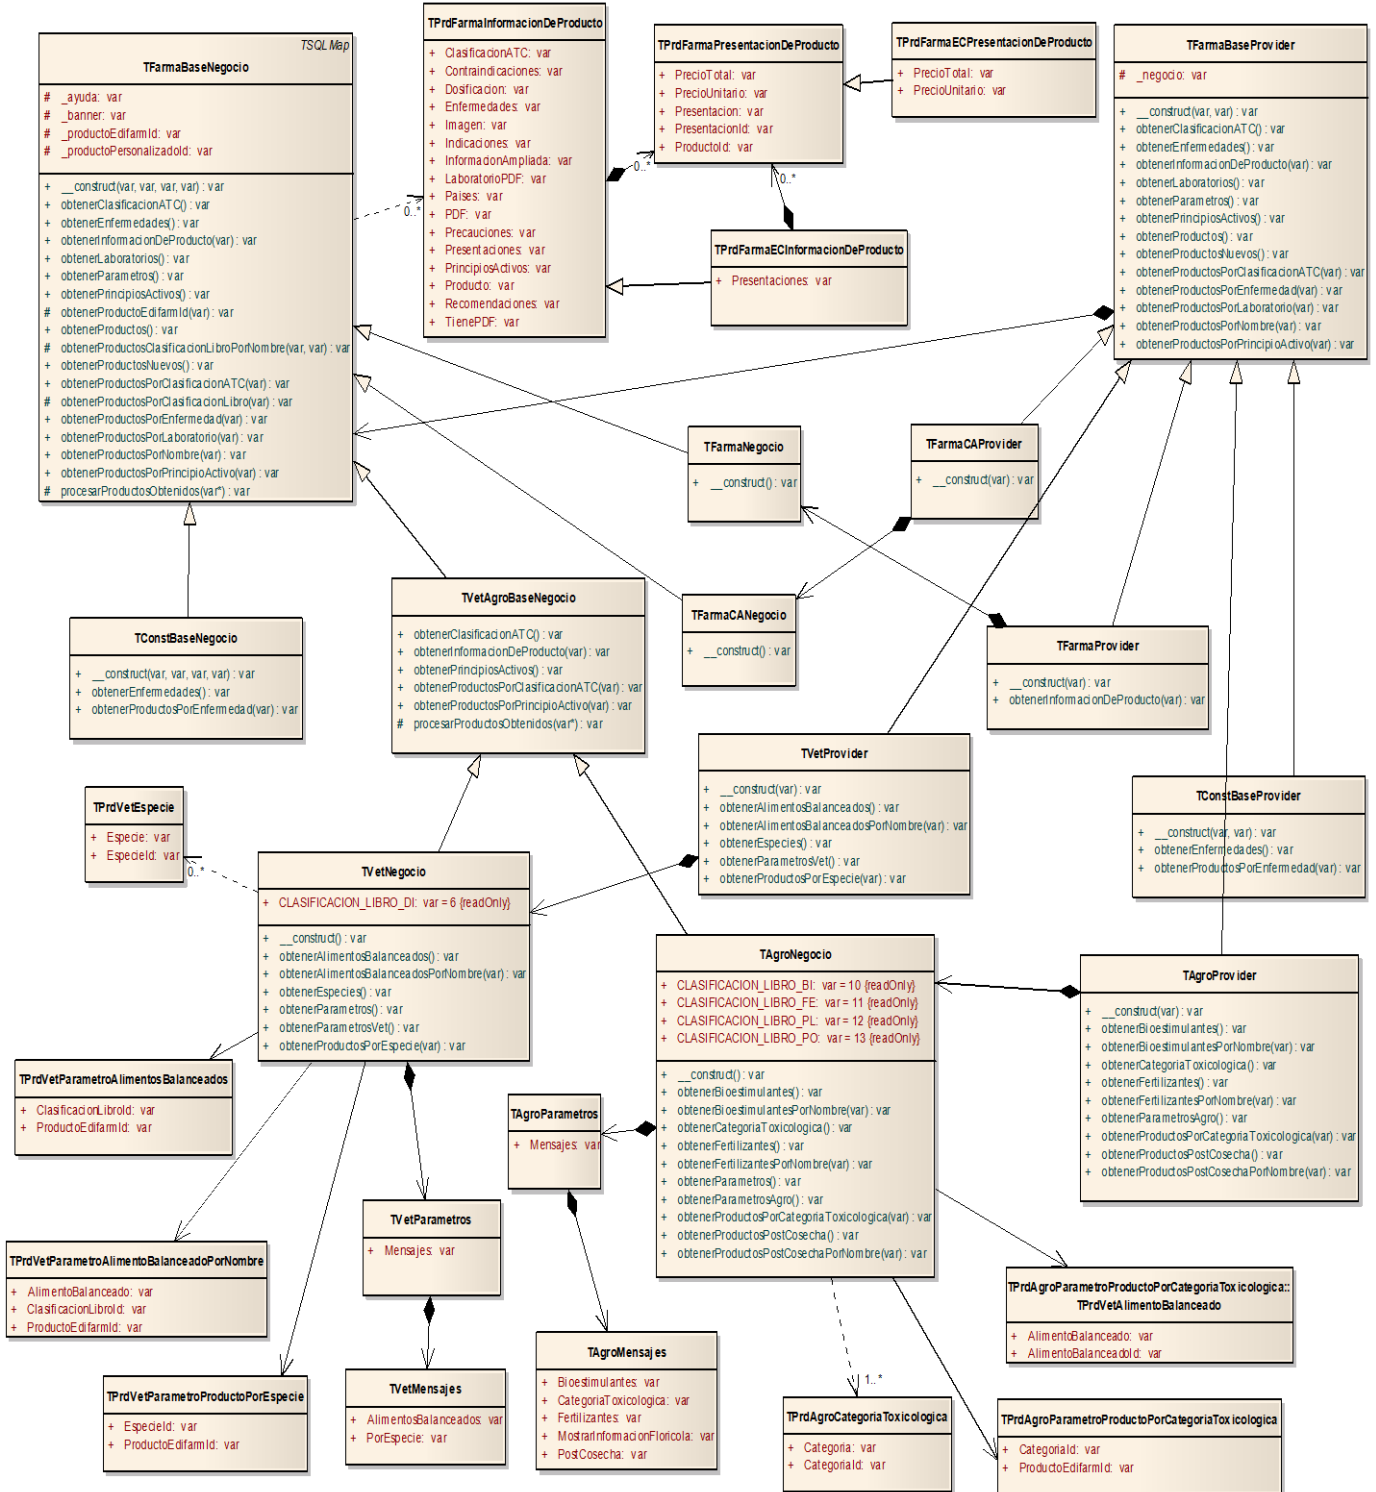 TSQLMap
TFarmaBaseNegocio
# _ayuda: var
# _banner: var
# _productoEdifarmId: var
# _productoPersonalizadoId: var
+ __construct(var, var, var, var) : var
+ obtenerClasificacionATC() : var
+ obtenerEnfermedades() : var
+ obtenerInformacionDeProducto(var) : var
+ obtenerLaboratorios() : var
+ obtenerParametros() : var
+ obtenerPrincipiosActivos() : var
# obtenerProductoEdifarmId(var) : var
+ obtenerProductos() : var
# obtenerProductosClasificacionLibroPorNombre(var, var) : var
+ obtenerProductosNuevos() : var
+ obtenerProductosPorClasificacionATC(var) : var
# obtenerProductosPorClasificacionLibro(var) : var
+ obtenerProductosPorEnfermedad(var) : var
+ obtenerProductosPorLaboratorio(var) : var
+ obtenerProductosPorNombre(var) : var
+ obtenerProductosPorPrincipioActivo(var) : var
# procesarProductosObtenidos(var*) : var
TPrdFarmaInformacionDeProducto
+ ClasificacionATC: var
+ Contraindicaciones: var
+ Dosificacion: var
+ Enfermedades: var
+ Imagen: var
+ Indicaciones: var
+ InformacionAmpliada: var
+ LaboratorioPDF: var
+ Paises: var
+ PDF: var
+ Precauciones: var
+ Presentaciones: var
+ PrincipiosActivos: var
+ Producto: var
+ Recomendaciones: var
+ TienePDF: var
0..*
TPrdFarmaPresentacionDeProducto
+ PrecioTotal: var
+ PrecioUnitario: var
+ Presentacion: var
+ PresentacionId: var
+ ProductoId: var
0..*
0..*
TPrdFarmaECPresentacionDeProducto
+ PrecioTotal: var
+ PrecioUnitario: var
TPrdFarmaECInformacionDeProducto
+ Presentaciones: var
TFarmaBaseProvider
# _negocio: var
+ __construct(var, var) : var
+ obtenerClasificacionATC() : var
+ obtenerEnfermedades() : var
+ obtenerInformacionDeProducto(var) : var
+ obtenerLaboratorios() : var
+ obtenerParametros() : var
+ obtenerPrincipiosActivos() : var
+ obtenerProductos() : var
+ obtenerProductosNuevos() : var
+ obtenerProductosPorClasificacionATC(var) : var
+ obtenerProductosPorEnfermedad(var) : var
+ obtenerProductosPorLaboratorio(var) : var
+ obtenerProductosPorNombre(var) : var
+ obtenerProductosPorPrincipioActivo(var) : var
TFarmaNegocio
+ __construct() : var
TFarmaCAProvider
+ __construct(var) : var
TConstBaseNegocio
+ __construct(var, var, var, var) : var
+ obtenerEnfermedades() : var
+ obtenerProductosPorEnfermedad(var) : var
TVetAgroBaseNegocio
+ obtenerClasificacionATC() : var
+ obtenerInformacionDeProducto(var) : var
+ obtenerPrincipiosActivos() : var
+ obtenerProductosPorClasificacionATC(var) : var
+ obtenerProductosPorPrincipioActivo(var) : var
# procesarProductosObtenidos(var*) : var
TFarmaCANegocio
+ __construct() : var
TFarmaProvider
+ __construct(var) : var
+ obtenerInformacionDeProducto(var) : var
TVetProvider
+ __construct(var) : var
+ obtenerAlimentosBalanceados() : var
+ obtenerAlimentosBalanceadosPorNombre(var) : var
+ obtenerEspecies() : var
+ obtenerParametrosVet() : var
+ obtenerProductosPorEspecie(var) : var
TConstBaseProvider
+ __construct(var, var) : var
+ obtenerEnfermedades() : var
+ obtenerProductosPorEnfermedad(var) : var
TPrdVetEspecie
+ Especie: var
+ EspecieId: var
0..*
TVetNegocio
+ CLASIFICACION_LIBRO_DI: var = 6 {readOnly}
+ __construct() : var
+ obtenerAlimentosBalanceados() : var
+ obtenerAlimentosBalanceadosPorNombre(var) : var
+ obtenerEspecies() : var
+ obtenerParametros() : var
+ obtenerParametrosVet() : var
+ obtenerProductosPorEspecie(var) : var
TAgroNegocio
+ CLASIFICACION_LIBRO_BI: var = 10 {readOnly}
+ CLASIFICACION_LIBRO_FE: var = 11 {readOnly}
+ CLASIFICACION_LIBRO_PL: var = 12 {readOnly}
+ CLASIFICACION_LIBRO_PO: var = 13 {readOnly}
+ __construct() : var
+ obtenerBioestimulantes() : var
+ obtenerBioestimulantesPorNombre(var) : var
+ obtenerCategoriaToxicologica() : var
+ obtenerFertilizantes() : var
+ obtenerFertilizantesPorNombre(var) : var
+ obtenerParametros() : var
+ obtenerParametrosAgro() : var
+ obtenerProductosPorCategoriaToxicologica(var) : var
+ obtenerProductosPostCosecha() : var
+ obtenerProductosPostCosechaPorNombre(var) : var
TAgroProvider
+ __construct(var) : var
+ obtenerBioestimulantes() : var
+ obtenerBioestimulantesPorNombre(var) : var
+ obtenerCategoriaToxicologica() : var
+ obtenerFertilizantes() : var
+ obtenerFertilizantesPorNombre(var) : var
+ obtenerParametrosAgro() : var
+ obtenerProductosPorCategoriaToxicologica(var) : var
+ obtenerProductosPostCosecha() : var
+ obtenerProductosPostCosechaPorNombre(var) : var
TPrdVetParametroAlimentosBalanceados
+ ClasificacionLibroId: var
+ ProductoEdifarmId: var
TAgroParametros
+ Mensajes: var
TVetParametros
+ Mensajes: var
TPrdVetParametroAlimentoBalanceadoPorNombre
+ AlimentoBalanceado: var
+ ClasificacionLibroId: var
+ ProductoEdifarmId: var
TPrdAgroParametroProductoPorCategoriaToxicologica::
TPrdVetAlimentoBalanceado
+ AlimentoBalanceado: var
+ AlimentoBalanceadoId: var
TPrdVetParametroProductoPorEspecie
+ EspecieId: var
+ ProductoEdifarmId: var
TVetMensajes
+ AlimentosBalanceados: var
+ PorEspecie: var
TAgroMensajes
+ Bioestimulantes: var
+ CategoriaToxicologica: var
+ Fertilizantes: var
+ MostrarInformacionFloricola: var
+ PostCosecha: var
1..*
TPrdAgroCategoriaToxicologica
+ Categoria: var
+ CategoriaId: var
TPrdAgroParametroProductoPorCategoriaToxicologica
+ CategoriaId: var
+ ProductoEdifarmId: var